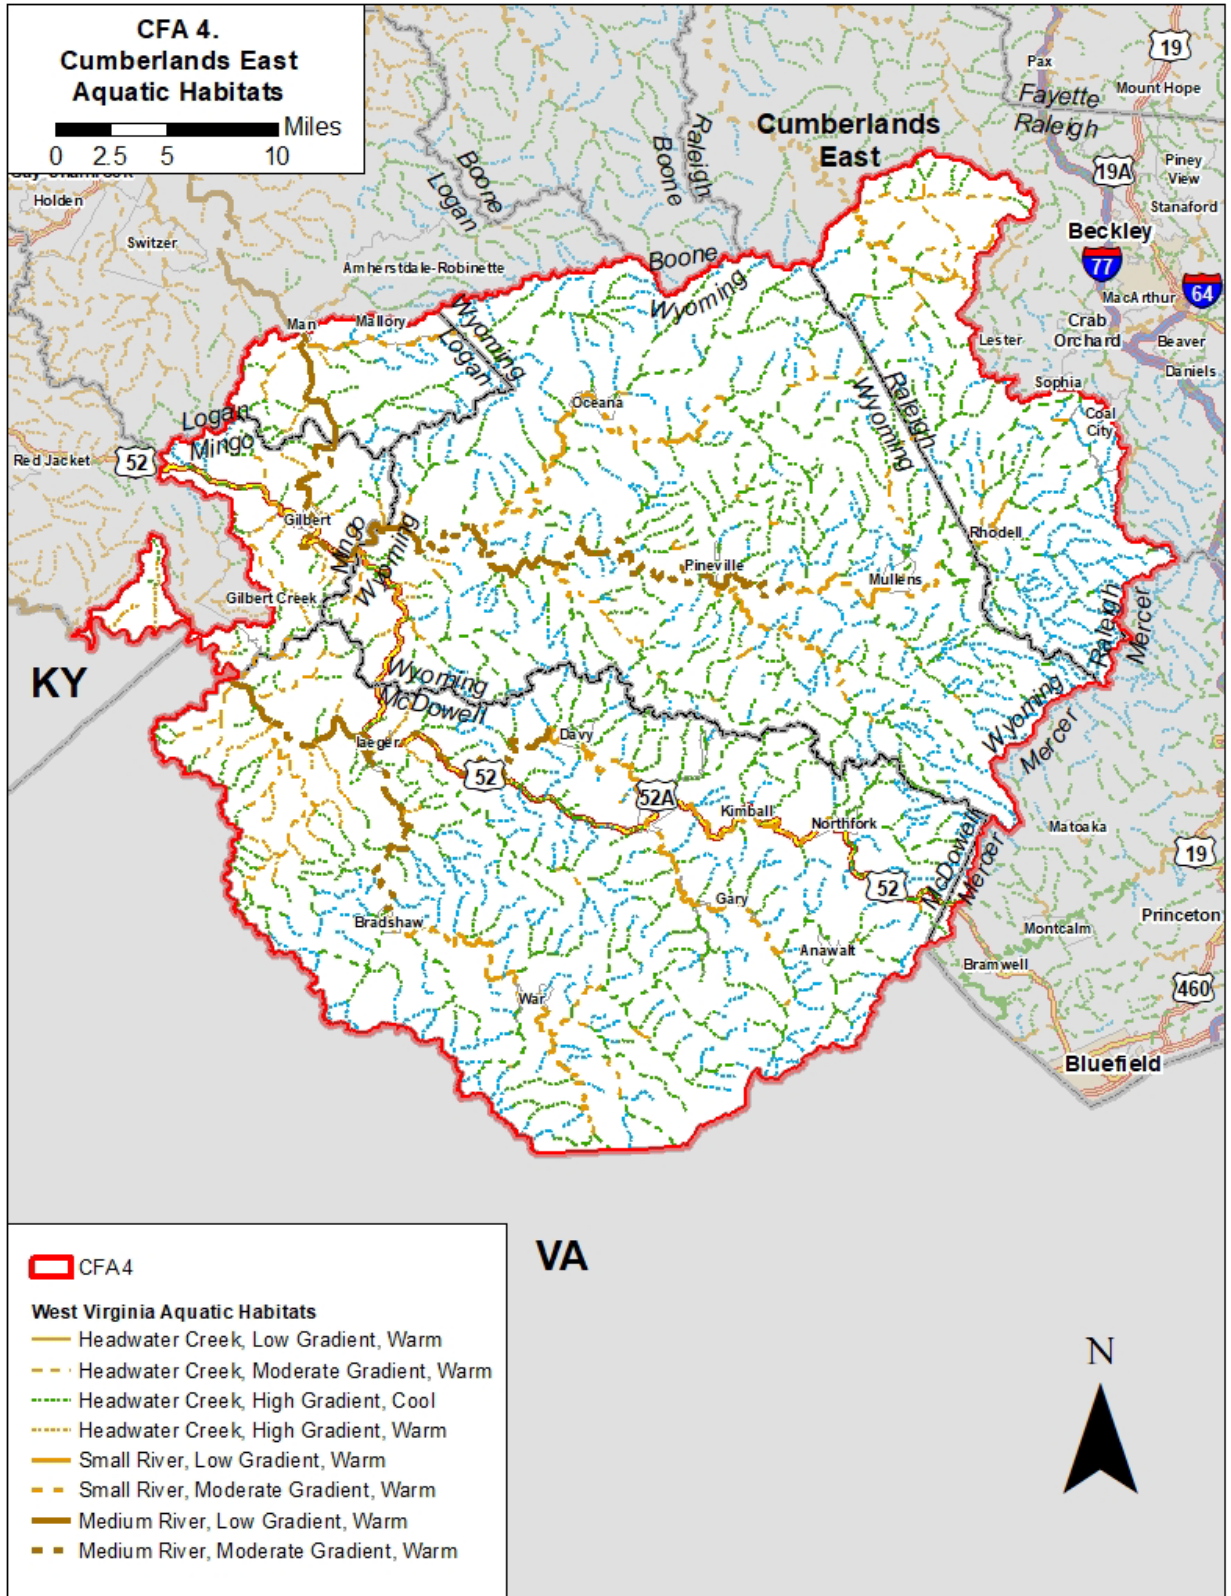 CFA 4.
Cumberlands East
Aquatic Habitats
Miles
0 2.5 5 10
Holden
Switzer
Boone
Logan
Raleigh
Boone
Cumberlands
East
Pax
19
Mount Hope
Fayette
Raleigh
19A
Piney
View
Stanaford
Beckley
77
64
MacArthur
Crab
Orchard
Beaver
Daniels
Lester
Sophia
Coal
City
Amherstdale-Robinette
Boone
Wyoming
Man
Mallory
Wyoming
Logan
Logan
Mingo
Red Jacket
52
Oceana
Raleigh
Wyoming
Gilbert
Mingo
Wyoming
Rhodell
Pineville
Mullens
Gilbert Creek
KY
Raleigh
Mercer
Wyoming
McDowell
Wyoming
Mercer
Iaeger
Davy
52
52A
Kimball
Northfork
McDowell
Mercer
Matoaka
19
52
Gary
Bradshaw
Anawalt
Princeton
Montcalm
Bramwell
460
War
Bluefield
VA
CFA4
West Virginia Aquatic Habitats
Headwater Creek, Low Gradient, Warm
Headwater Creek, Moderate Gradient, Warm
Headwater Creek, High Gradient, Cool
Headwater Creek, High Gradient, Warm
Small River, Low Gradient, Warm
Small River, Moderate Gradient, Warm
Medium River, Low Gradient, Warm
Medium River, Moderate Gradient, Warm
N